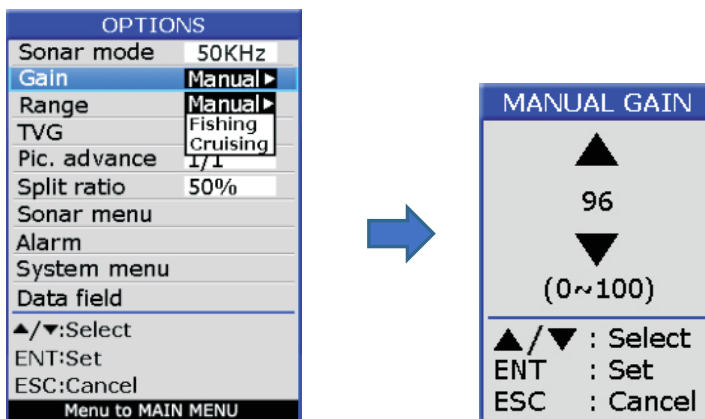 OPTIONS
Sonar mode 50KHz
Gain Manual▶
Range Manual▶
TVG Fishing
Cruising
Pic. advance 1/1
Split ratio 50%
Sonar menu
Alarm
System menu
Data field
▲/▼:Select
ENT:Set
ESC:Cancel
Menu to MAIN MENU
MANUAL GAIN
▲
96
▼
(0~100)
▲/▼ : Select
ENT : Set
ESC : Cancel